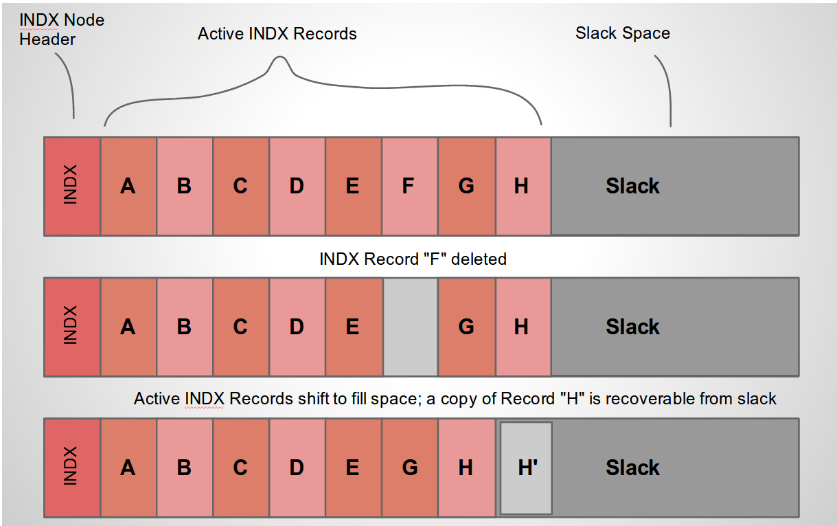 INDX Node
Header
Active INDX Records
Slack Space
INDX
A
B
C
D
E
F
G
H
Slack
INDX Record "F" deleted
INDX
A
B
C
D
E
G
H
Slack
Active INDX Records shift to fill space; a copy of Record "H" is recoverable from slack
INDX
A
B
C
D
E
G
H
H'
Slack